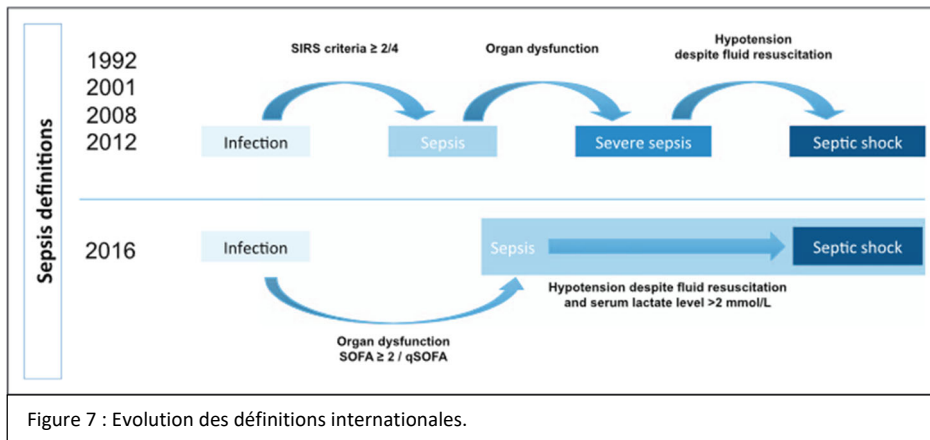 Sepsis definitions
1992
2001
2008
2012
SIRS criteria ≥ 2/4
Organ dysfunction
Hypotension
despite fluid resuscitation
Infection
Sepsis
Severe sepsis
Septic shock
2016
Infection
Sepsis
Septic shock
Hypotension despite fluid resuscitation
and serum lactate level >2 mmol/L
Organ dysfunction
SOFA ≥ 2 / qSOFA
Figure 7 : Evolution des définitions internationales.